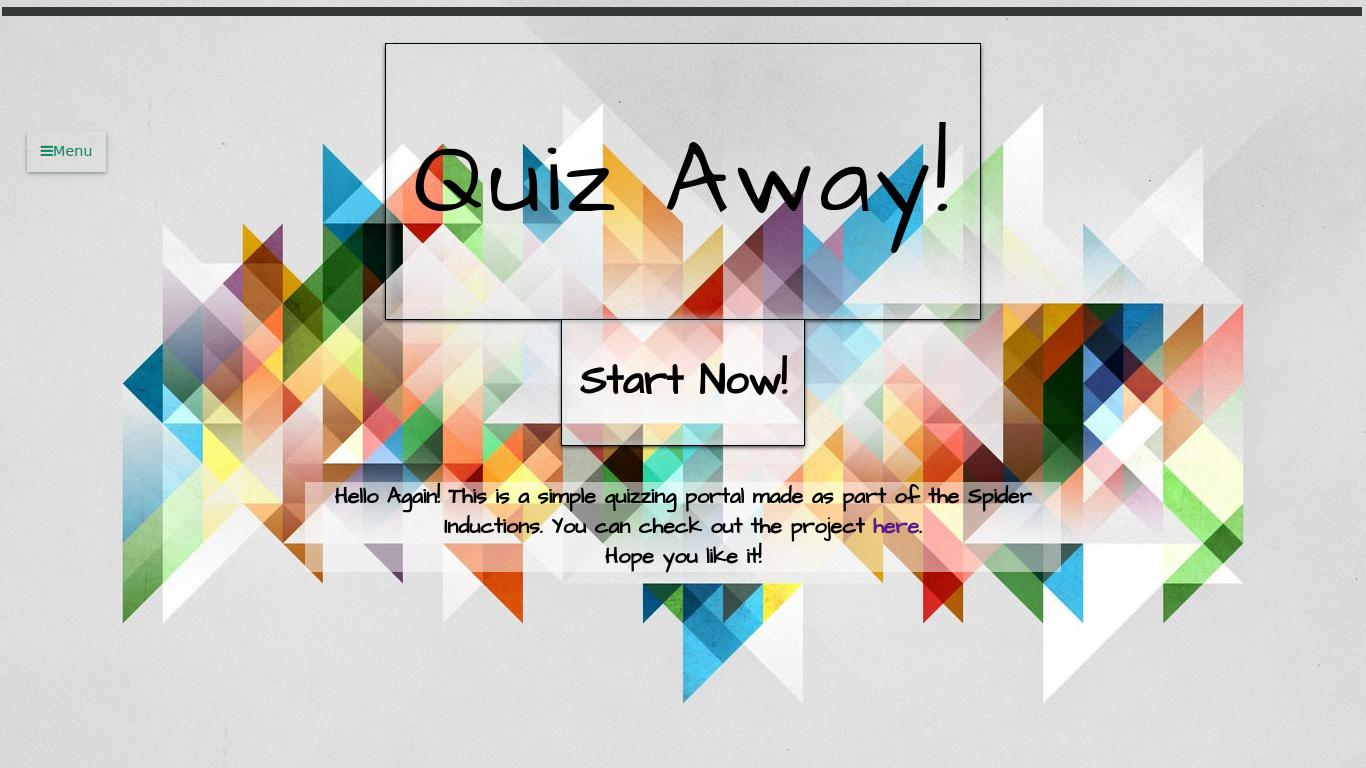 Quiz Away!
Menu
Start Now!
Hello Again! This is a simple quizzing portal made as part of the Spider
Inductions. You can check out the project here.
Hope you like it!